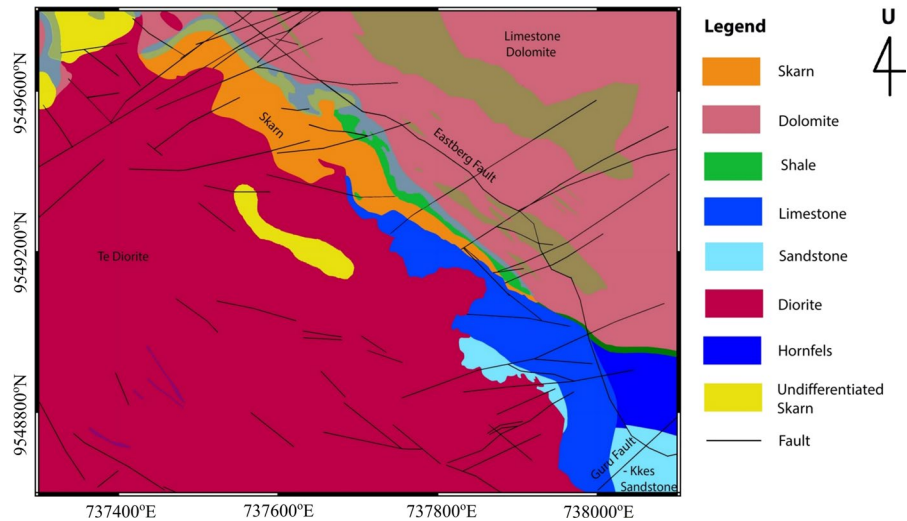 Limestone
Dolomite
Skarn
Eastberg Fault
Te Diorite
Guru Fault
- Kkes
Sandstone
9549600°N
9549200°N
9548800°N
737400°E
737600°E
737800°E
738000°E
Legend
Skarn
Dolomite
Shale
Limestone
Sandstone
Diorite
Hornfels
Undifferentiated
Skarn
Fault
U